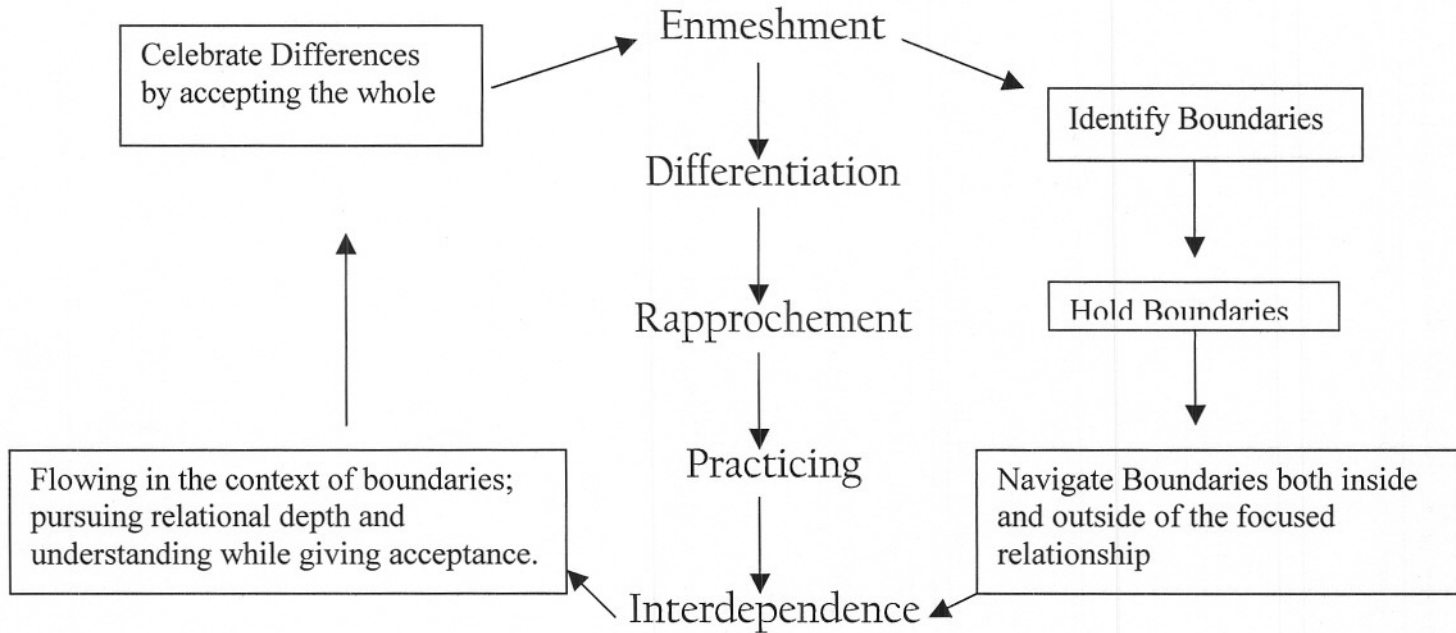 Enmeshment
Celebrate Differences
by accepting the whole
Identify Boundaries
Differentiation
Hold Boundaries
Rapprochement
Practicing
Flowing in the context of boundaries;
pursuing relational depth and
understanding while giving acceptance.
Navigate Boundaries both inside
and outside of the focused
relationship
Interdependence